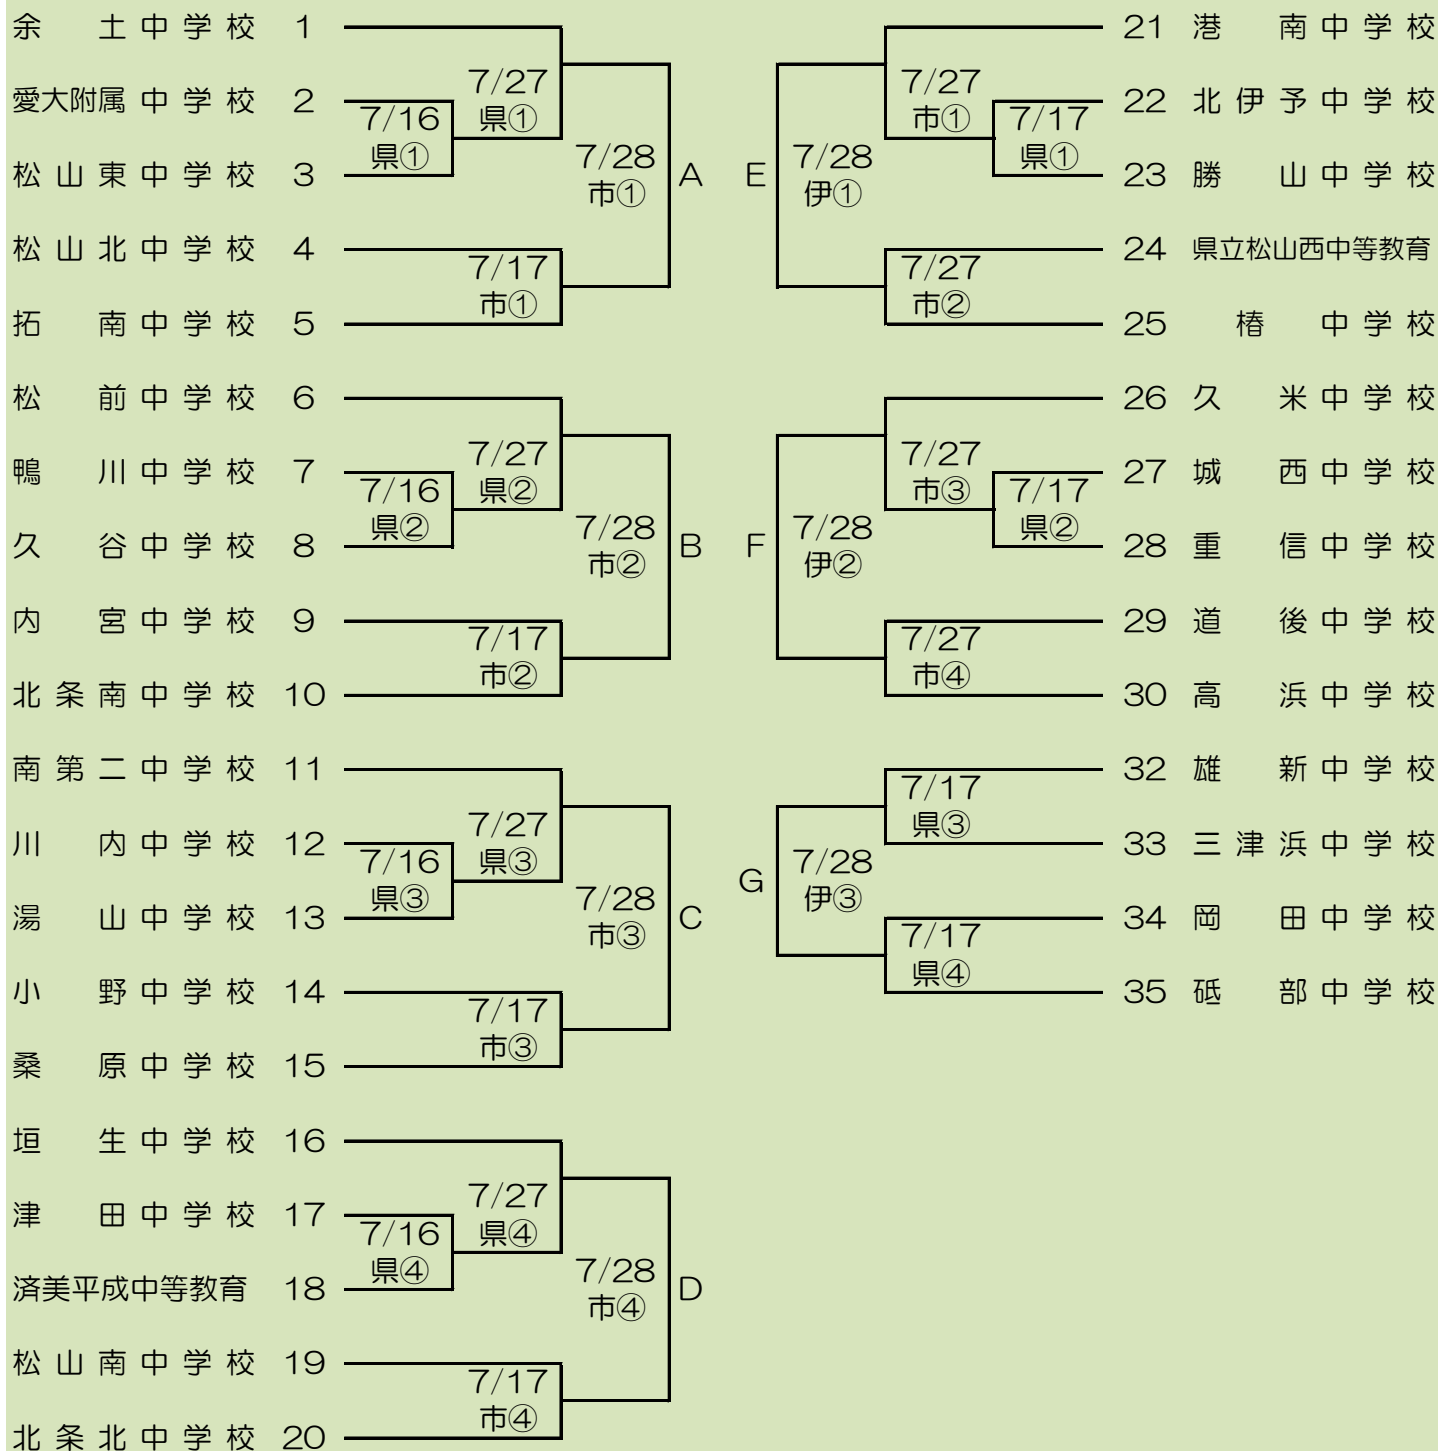 余土中学校 1
愛大附属中学校 2
7/16
県①
7/27
県①
松山東中学校 3
7/28
市①
A
松山北中学校 4
7/17
市①
拓南中学校 5
松前中学校 6
鴨川中学校 7
7/16
県②
7/27
県②
久谷中学校 8
7/28
市②
B
内宮中学校 9
7/17
市②
北条南中学校 10
南第二中学校 11
川内中学校 12
7/16
県③
7/27
県③
湯山中学校 13
7/28
市③
C
小野中学校 14
7/17
市③
桑原中学校 15
垣生中学校 16
津田中学校 17
7/16
県④
7/27
県④
済美平成中等教育 18
7/28
市④
D
松山南中学校 19
7/17
市④
北条北中学校 20
21 港南中学校
7/27
市①
22 北伊予中学校
7/17
県①
E
7/28
伊①
23 勝山中学校
24 県立松山西中等教育
7/27
市②
25 椿中学校
26 久米中学校
7/27
市③
27 城西中学校
7/17
県②
F
7/28
伊②
28 重信中学校
29 道後中学校
7/27
市④
30 高浜中学校
32 雄新中学校
7/17
県③
33 三津浜中学校
G
7/28
伊③
34 岡田中学校
7/17
県④
35 砥部中学校